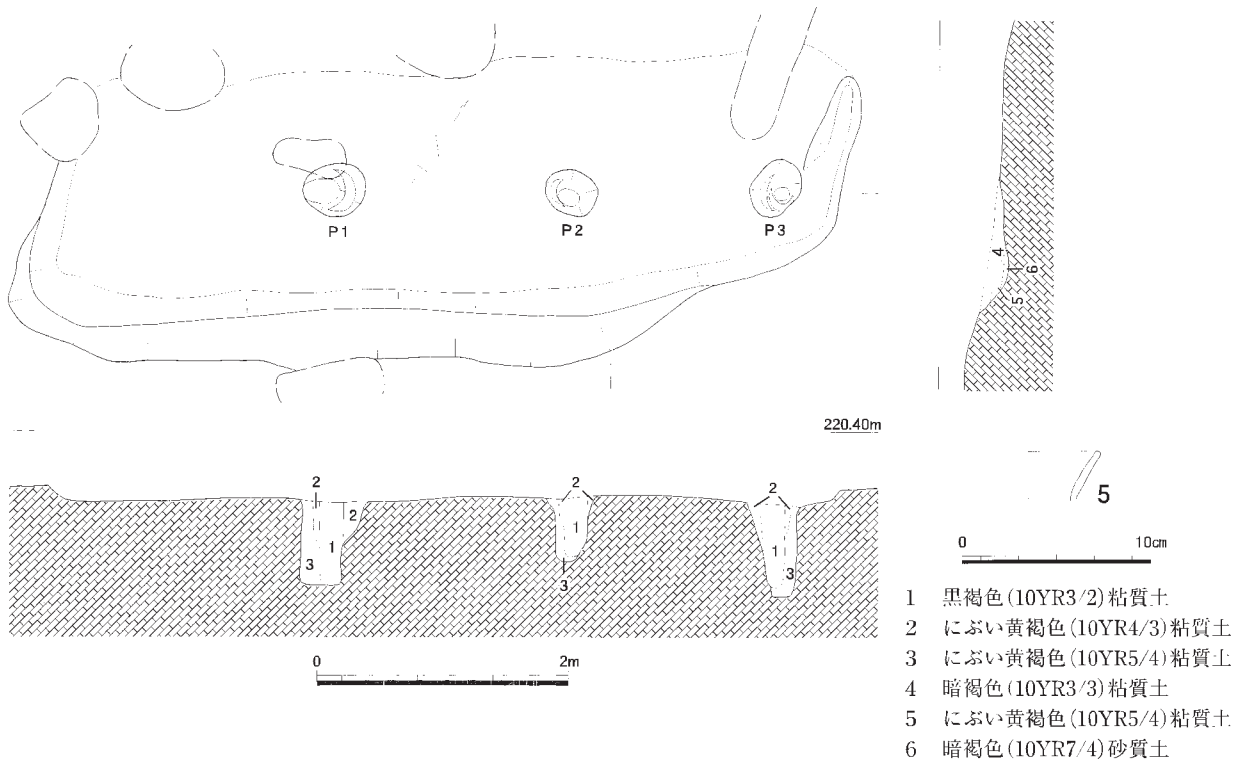 P1
P2
P3
4
5
6
220.40m
2
2
1
3
2
1
3
2
1
3
0
2m
5
0
10cm
1 黒褐色(10YR3/2)粘質土
2 にぶい黄褐色(10YR4/3)粘質土
3 にぶい黄褐色(10YR5/4)粘質土
4 暗褐色(10YR3/3)粘質土
5 にぶい黄褐色(10YR5/4)粘質土
6 暗褐色(10YR7/4)砂質土